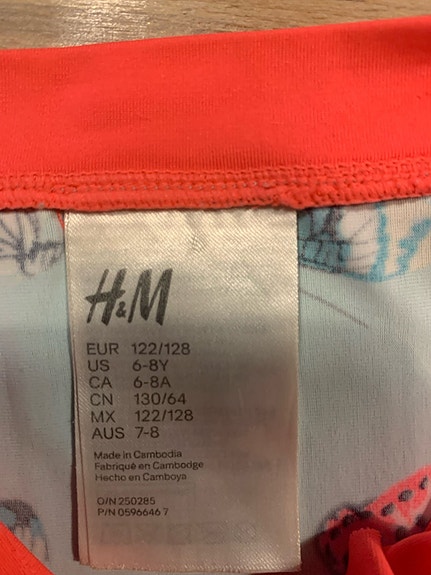 H&M
EUR 122/128
US 6-8Y
CA 6-8A
CN 130/64
MX 122/128
AUS 7-8
Made in Cambodia
Fabriqué en Cambodge
Hecho en Camboya
O/N 250285
P/N 0596646 7